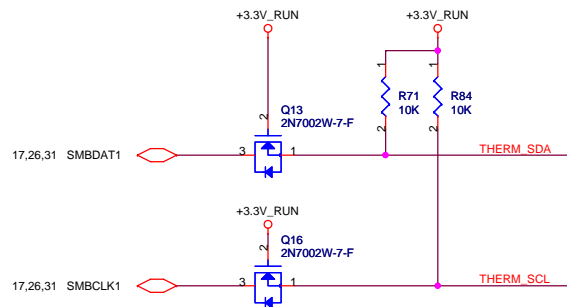 +3.3V_RUN
+3.3V_RUN
1
1
2
Q13
2N7002W-7-F
R71
10K
R84
10K
2
2
17,26,31 SMBDAT1
3
1
THERM_SDA
+3.3V_RUN
2
Q16
2N7002W-7-F
17,26,31 SMBCLK1
3
1
THERM_SCL